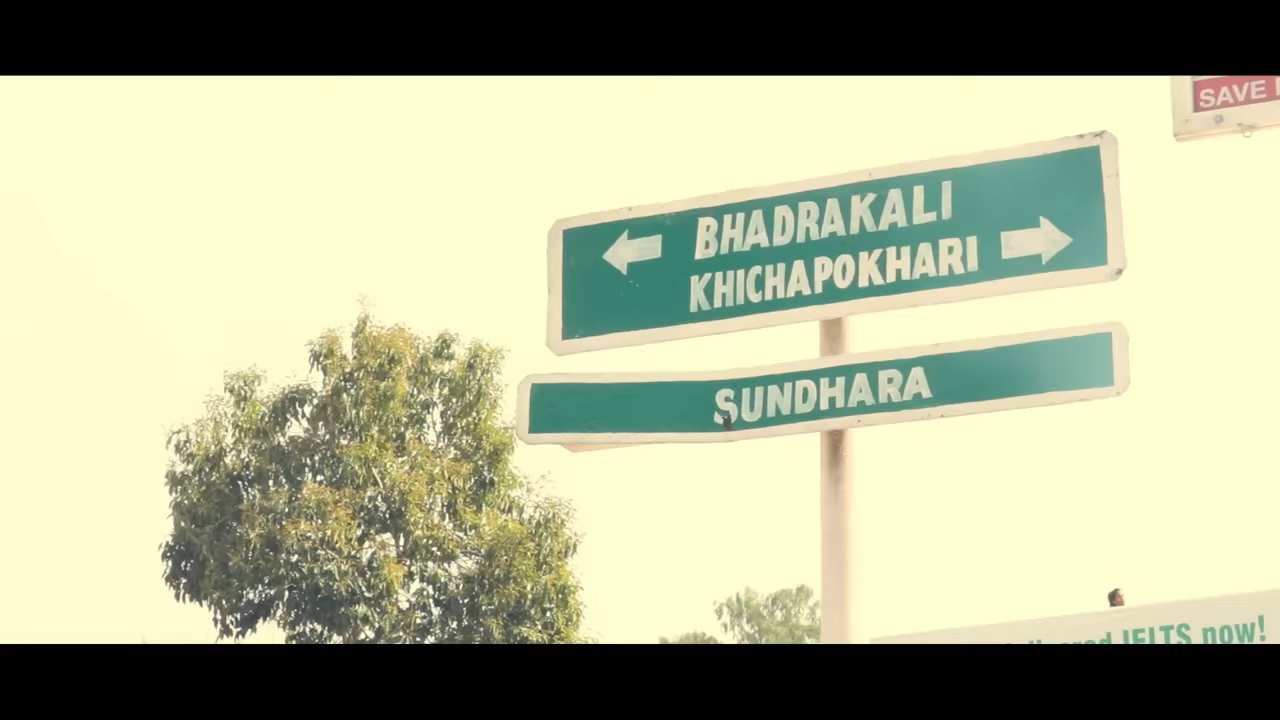 SAVE
BHADRAKALI
KHICHAPOKHARI
SUNDHARA
IELTS now!